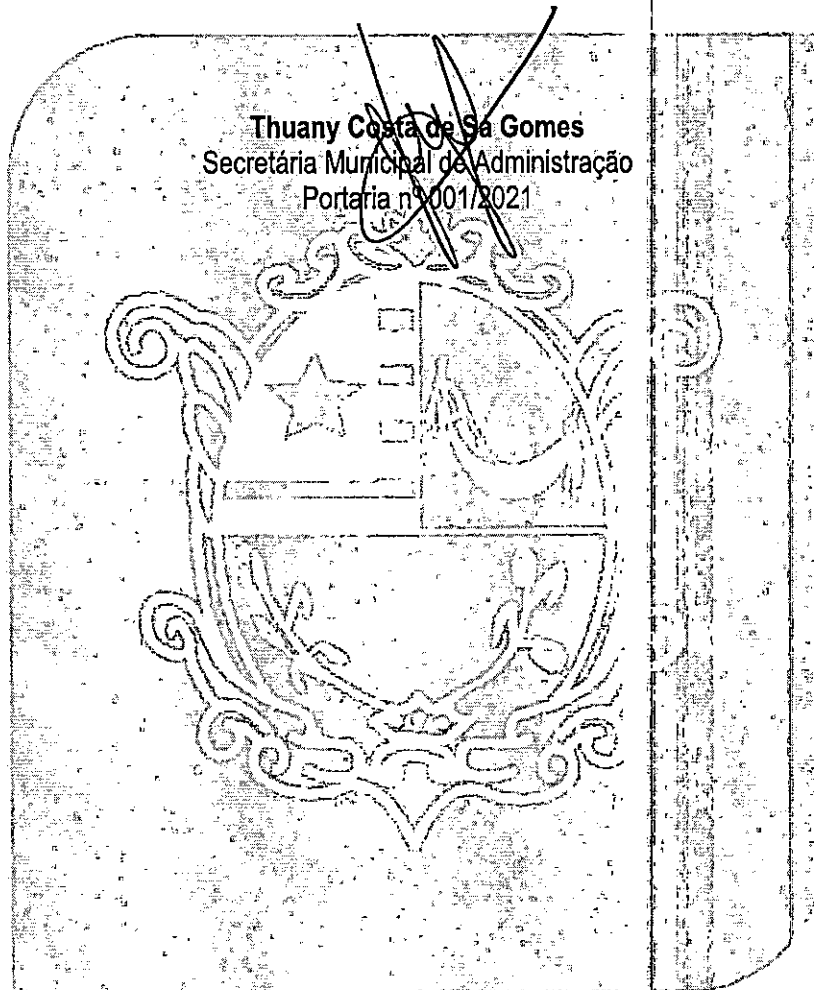 Thuany Costa de Sá Gomes
Secretária Municipal de Administração
Portaria nº 001/2021